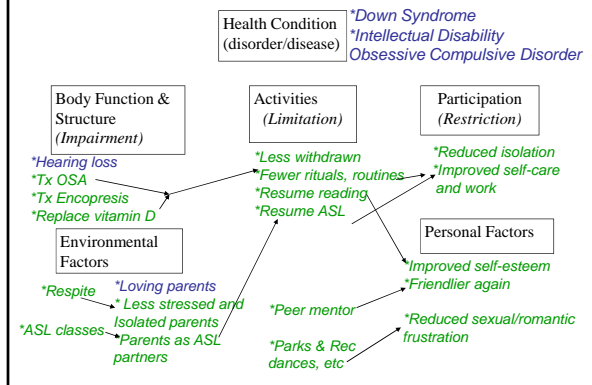 Health Condition
(disorder/disease)
*Down Syndrome
*Intellectual Disability
Obsessive Compulsive Disorder
Body Function &
Structure
(Impairment)
Activities
(Limitation)
Participation
(Restriction)
*Hearing loss
*Tx OSA
*Tx Encopresis
*Replace vitamin D
*Less withdrawn
*Fewer rituals, routines
*Resume reading
*Resume ASL
*Reduced isolation
*Improved self-care
and work
Environmental
Factors
Personal Factors
*Loving parents
*Respite
* Less stressed and
Isolated parents
*ASL classes
*Parents as ASL
partners
*Improved self-esteem
*Friendlier again
*Peer mentor
*Parks & Rec
dances, etc
*Reduced sexual/romantic
frustration